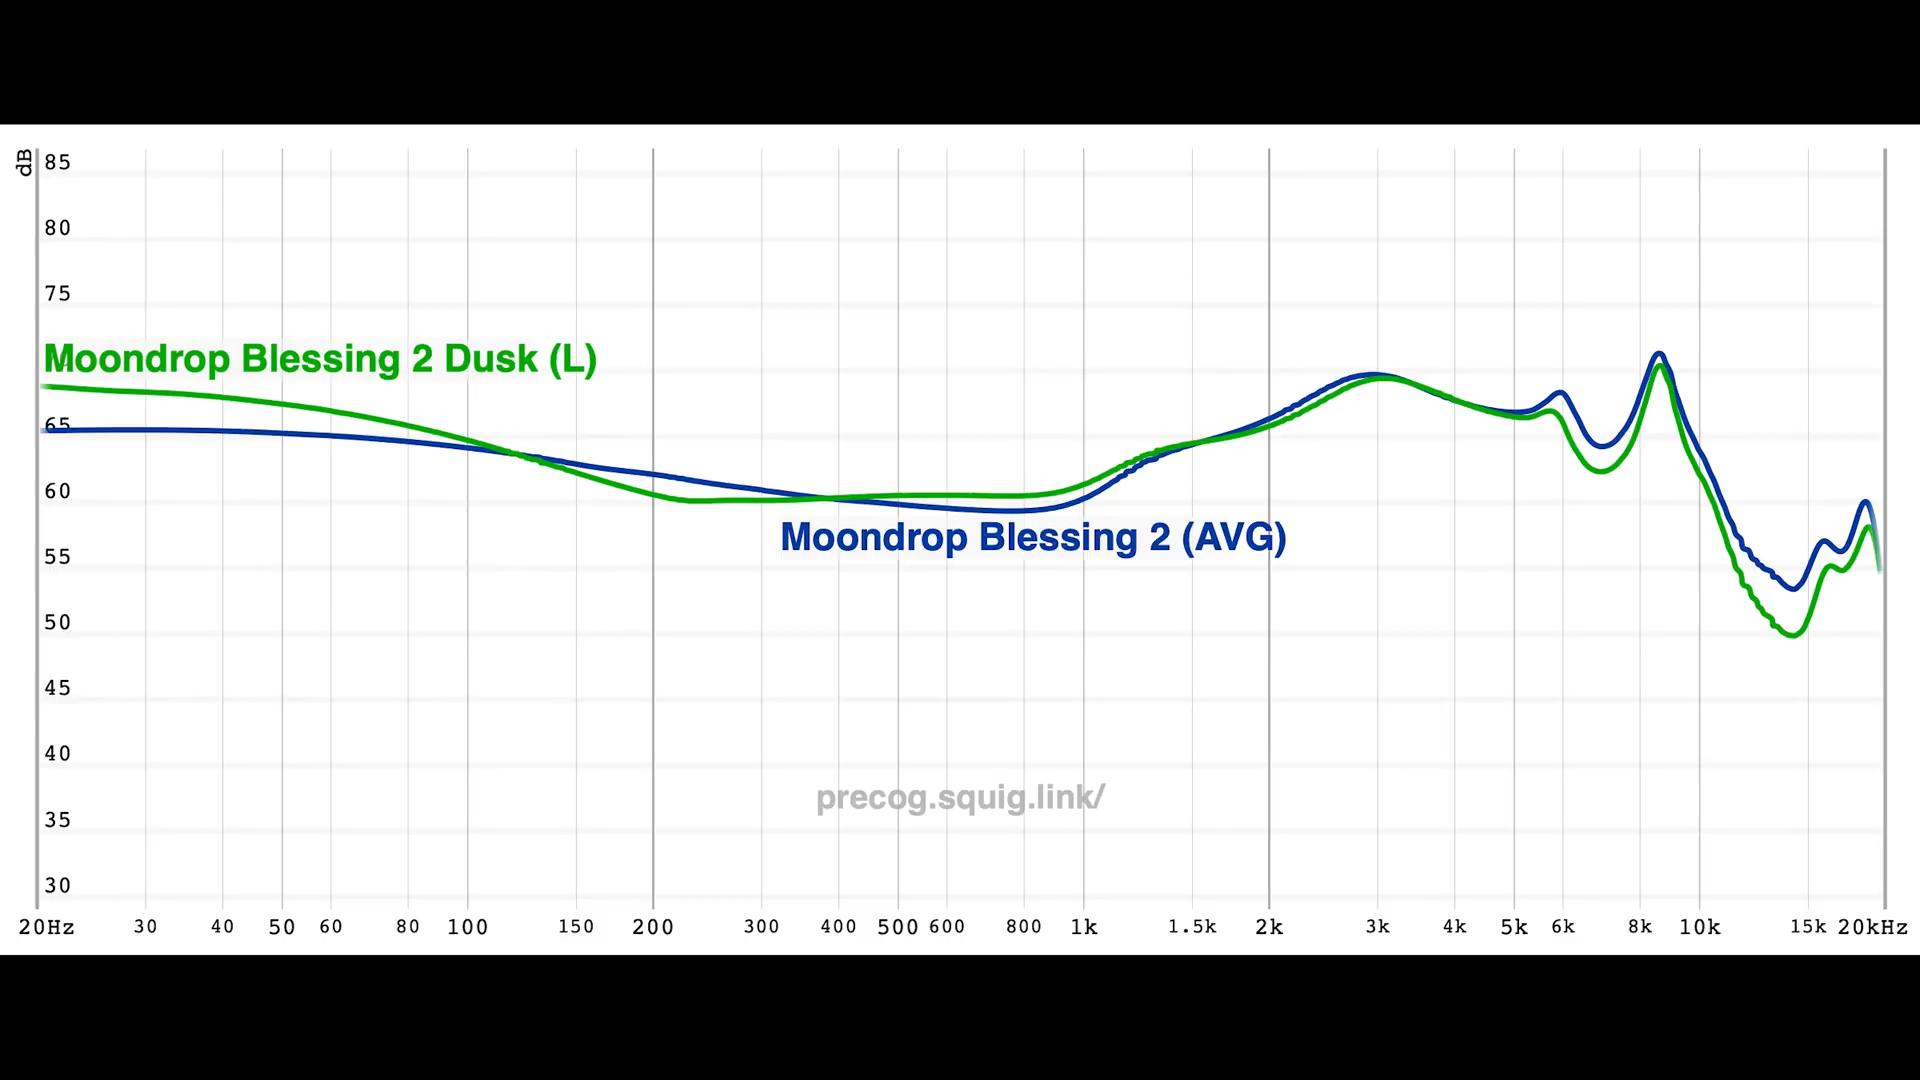 dB
85
80
75
Moondrop Blessing 2 Dusk (L)
65
60
Moondrop Blessing 2 (AVG)
55
50
45
40
precog.squig.link/
35
30
20Hz 30 40 50 60 80 100 150 200 300 400 500 600 800 1k 1.5k 2k 3k 4k 5k 6k 8k 10k 15k 20kHz